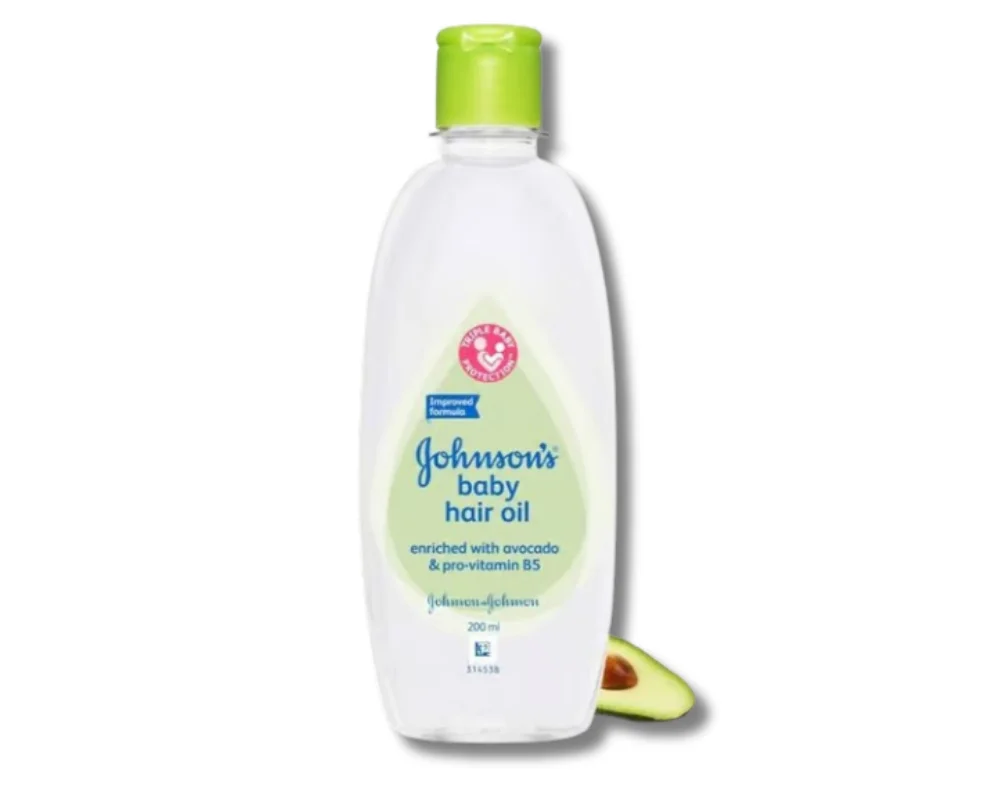 TRIPLE BABY
PROTECTION™
Improved
formula
Johnson's®
baby
hair oil
enriched with avocado
& pro-vitamin B5
Johnson & Johnson
200 ml
314538